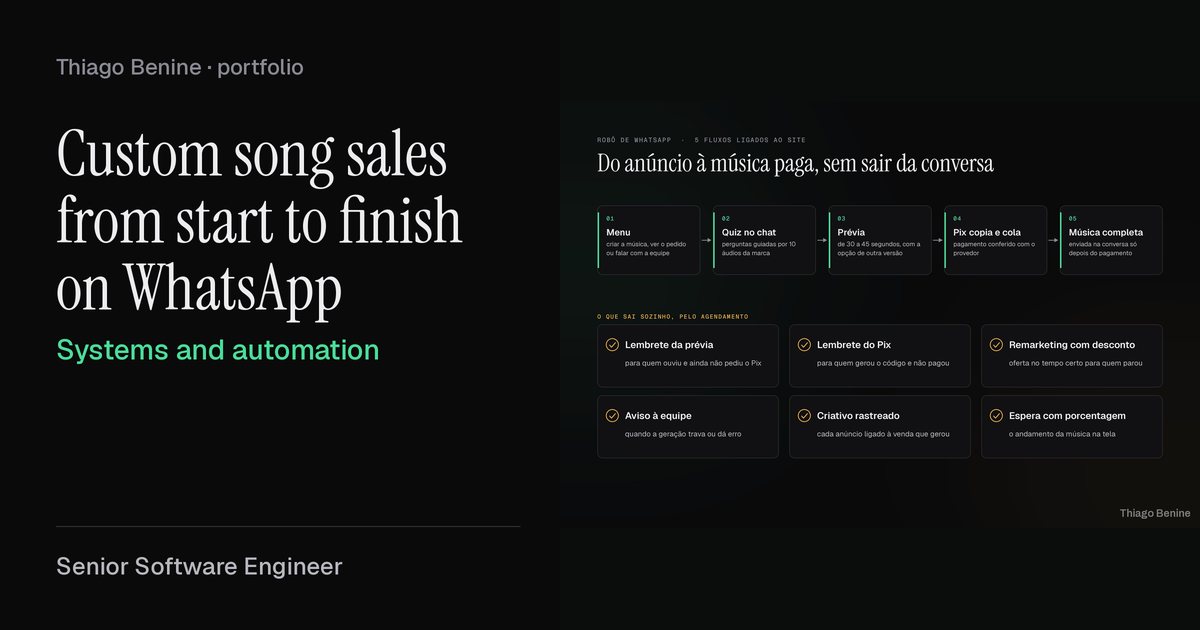 Thiago Benine · portfolio
Custom song sales
from start to finish
on WhatsApp
Systems and automation
Senior Software Engineer
ROBÔ DE WHATSAPP · 5 FLUXOS LIGADOS AO SITE
Do anúncio à música paga, sem sair da conversa
01
Menu
criar a música, ver o pedido
ou falar com a equipe
02
Quiz no chat
perguntas guiadas por 10
áudios da marca
03
Prévia
de 30 a 45 segundos, com a
opção de outra versão
04
Pix copia e cola
pagamento conferido com o
provedor
05
Música completa
enviada na conversa só
depois do pagamento
O QUE SAI SOZINHO, PELO AGENDAMENTO
Lembrete da prévia
para quem ouviu e ainda não pediu o Pix
Lembrete do Pix
para quem gerou o código e não pagou
Remarketing com desconto
oferta no tempo certo para quem parou
Aviso à equipe
quando a geração trava ou dá erro
Criativo rastreado
cada anúncio ligado à venda que gerou
Espera com porcentagem
o andamento da música na tela
Thiago Benine